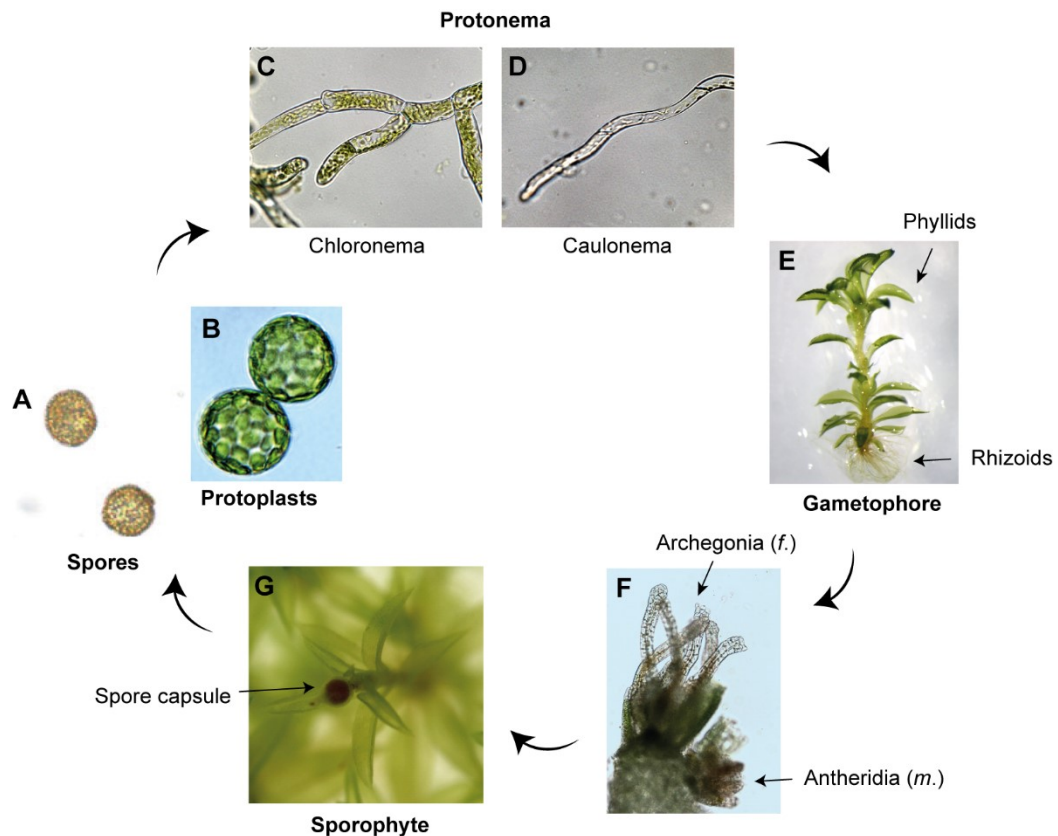 Protonema
C
D
Chloronema
Caulonema
Phyllids
E
Rhizoids
Gametophore
B
Protoplasts
A
Spores
Archegonia (f.)
F
Antheridia (m.)
G
Spore capsule
Sporophyte